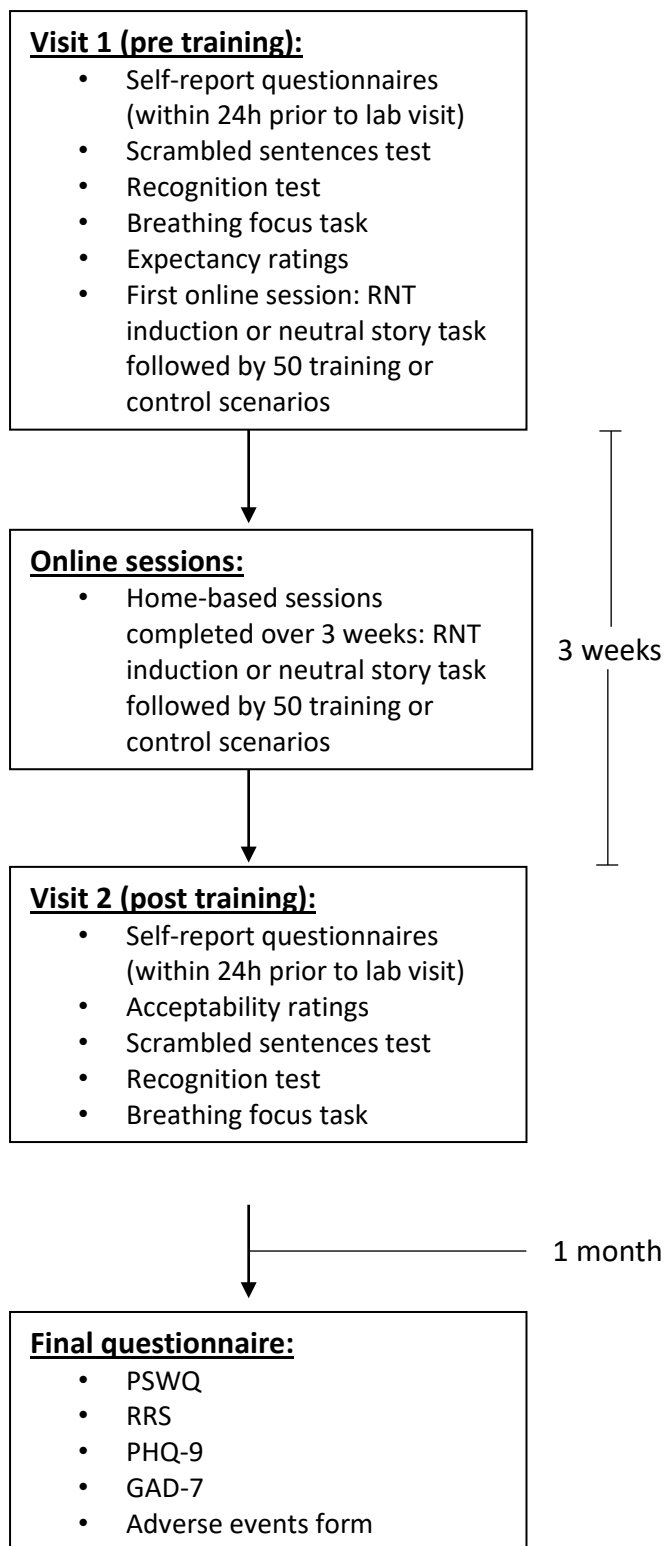 Visit 1 (pre training):
• Self-report questionnaires
(within 24h prior to lab visit)
• Scrambled sentences test
• Recognition test
• Breathing focus task
• Expectancy ratings
• First online session: RNT
induction or neutral story task
followed by 50 training or
control scenarios
Online sessions:
• Home-based sessions
completed over 3 weeks: RNT
induction or neutral story task
followed by 50 training or
control scenarios
3 weeks
Visit 2 (post training):
• Self-report questionnaires
(within 24h prior to lab visit)
• Acceptability ratings
• Scrambled sentences test
• Recognition test
• Breathing focus task
1 month
Final questionnaire:
• PSWQ
• RRS
• PHQ-9
• GAD-7
• Adverse events form